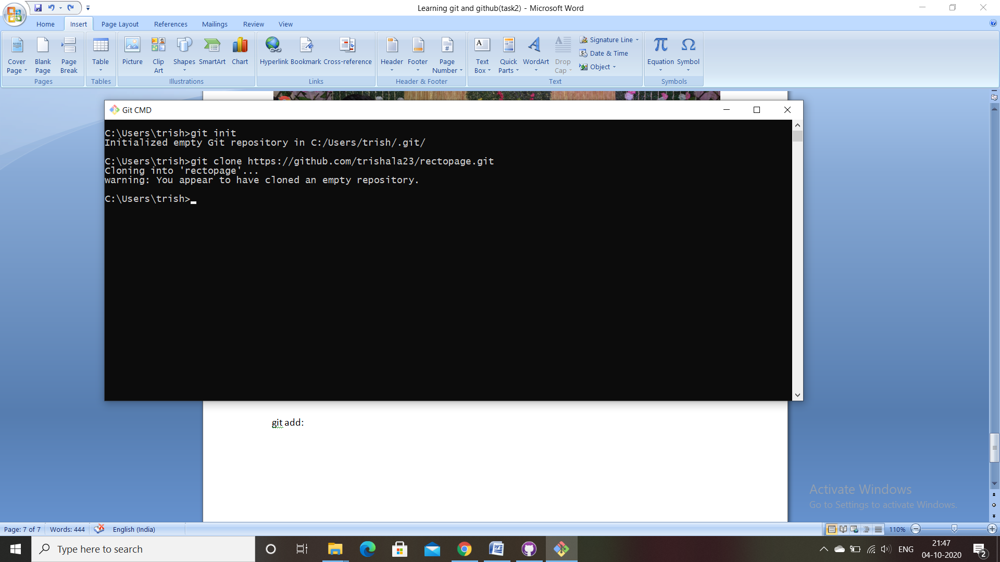 Learning git and github(task2) - Microsoft Word
Home Insert Page Layout References Mailings Review View
Cover Page Blank Page Page Break
Table
Picture Clip Art Shapes SmartArt Chart
Hyperlink Bookmark Cross-reference
Header Footer Page Number
Text Box Quick Parts WordArt Drop Cap
Signature Line
Date & Time
Object
Equation Symbol
Pages Tables Illustrations Links Header & Footer Text Symbols
Git CMD
C:\Users\trish>git init
Initialized empty Git repository in C:/Users/trish/.git/
C:\Users\trish>git clone https://github.com/trishala23/rectopage.git
Cloning into 'rectopage'...
warning: You appear to have cloned an empty repository.
C:\Users\trish>
git add:
Activate Windows
Go to Settings to activate Windows.
Page: 7 of 7 Words: 444 English (India) 110%
Type here to search
ENG
21:47
04-10-2020
2